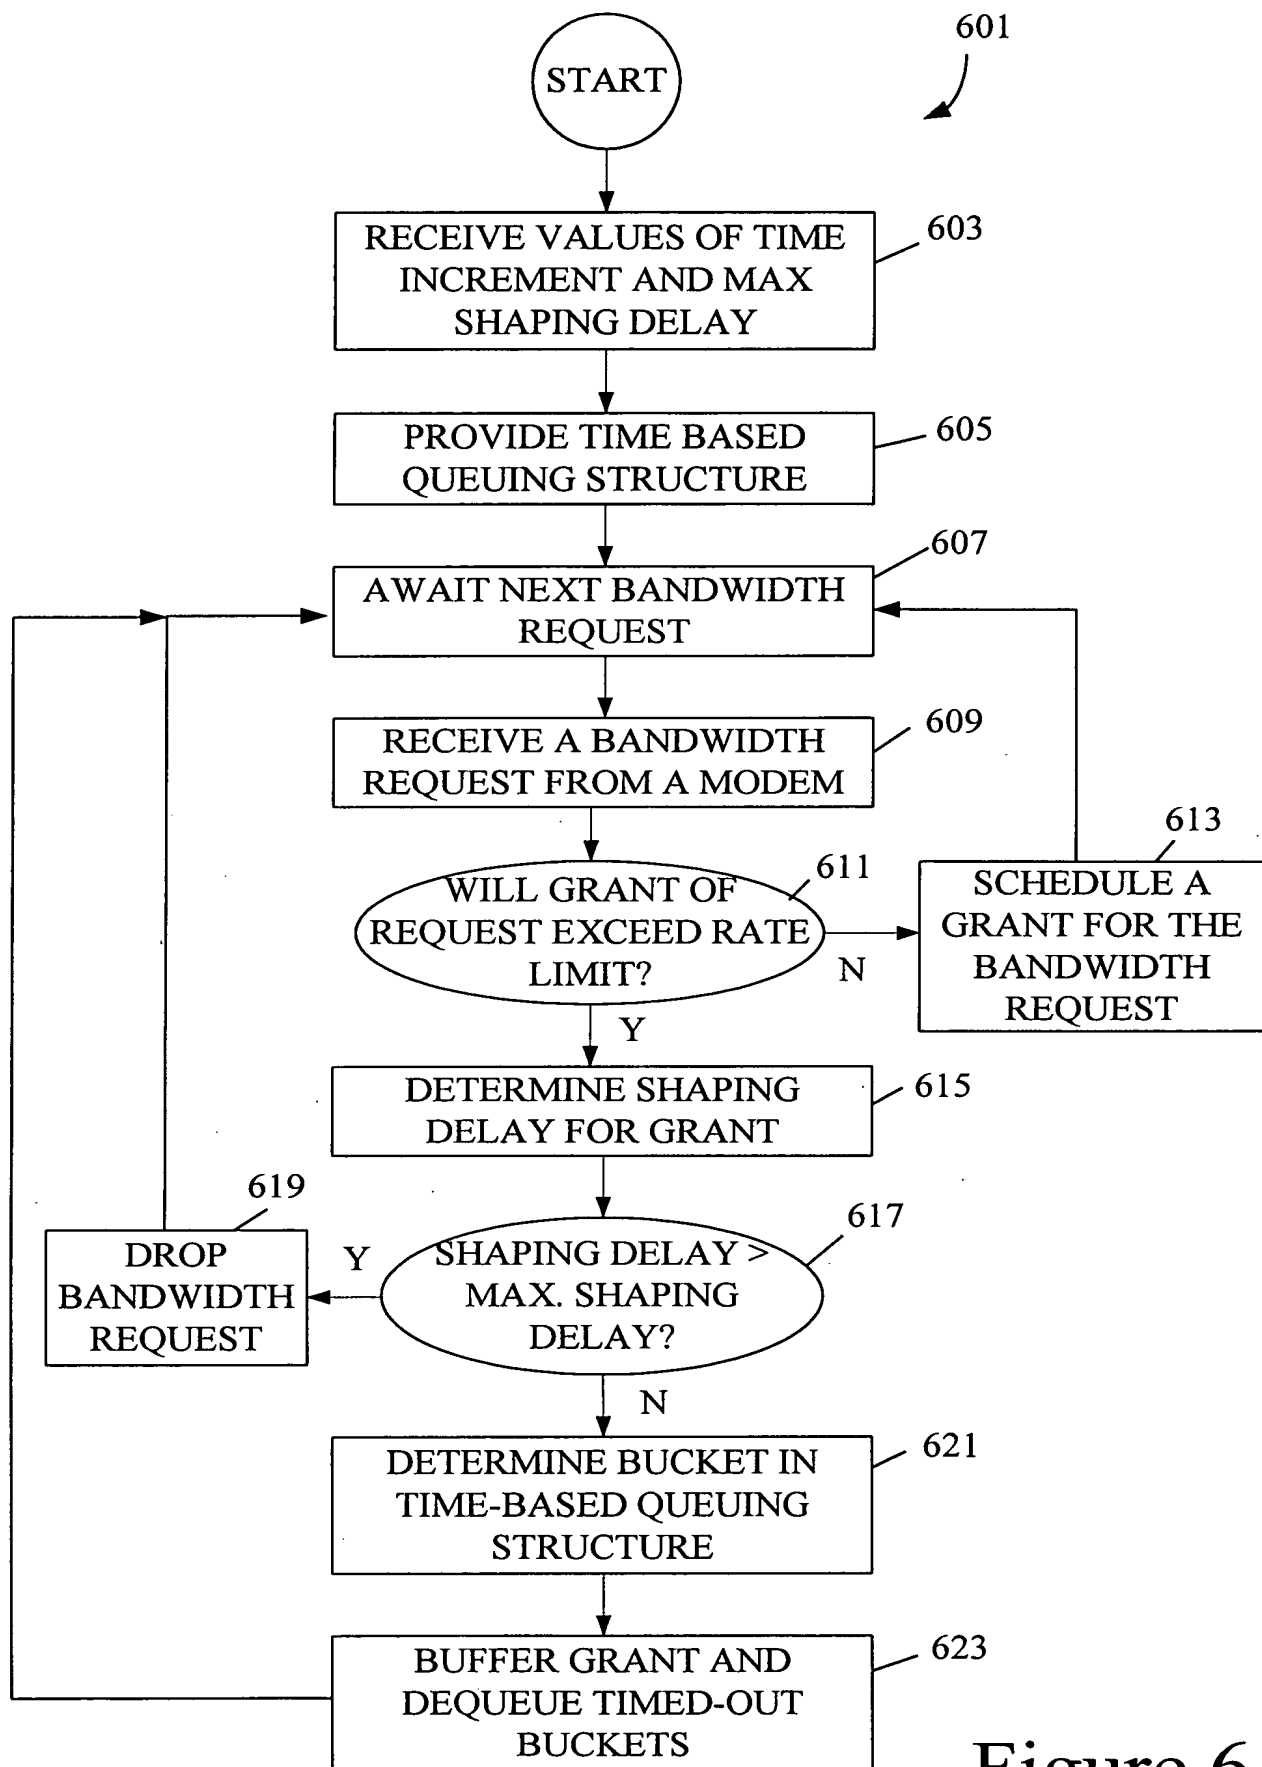 601
START
RECEIVE VALUES OF TIME
INCREMENT AND MAX
SHAPING DELAY
603
PROVIDE TIME BASED
QUEUING STRUCTURE
605
607
AWAIT NEXT BANDWIDTH
REQUEST
RECEIVE A BANDWIDTH
REQUEST FROM A MODEM
609
613
WILL GRANT OF
REQUEST EXCEED RATE
LIMIT?
611
N
SCHEDULE A
GRANT FOR THE
BANDWIDTH
REQUEST
Y
DETERMINE SHAPING
DELAY FOR GRANT
615
619
DROP
BANDWIDTH
REQUEST
Y
SHAPING DELAY >
MAX. SHAPING
DELAY?
617
N
DETERMINE BUCKET IN
TIME-BASED QUEUING
STRUCTURE
621
BUFFER GRANT AND
DEQUEUE TIMED-OUT
BUCKETS
623
Figure 6